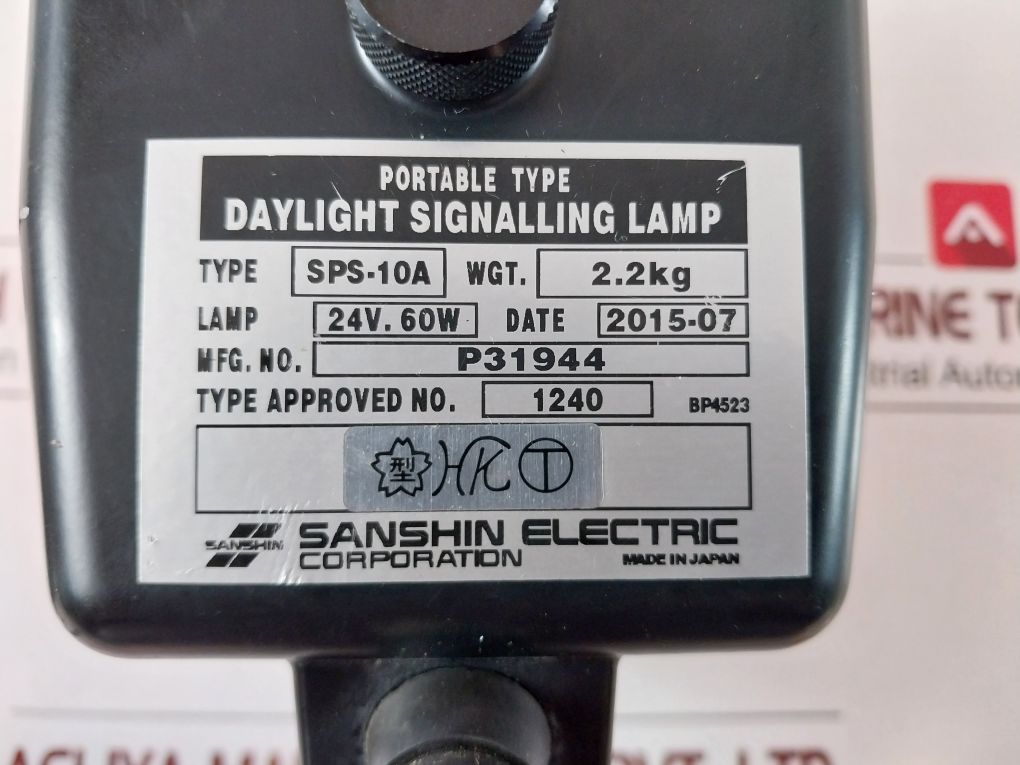 PORTABLE TYPE
DAYLIGHT SIGNALLING LAMP
TYPE SPS-10A WGT. 2.2kg
LAMP 24V. 60W DATE 2015-07
MFG. NO. P31944
TYPE APPROVED NO. 1240 BP4523
型 HK T
SANSHIN SANSHIN ELECTRIC
CORPORATION MADE IN JAPAN
RINE